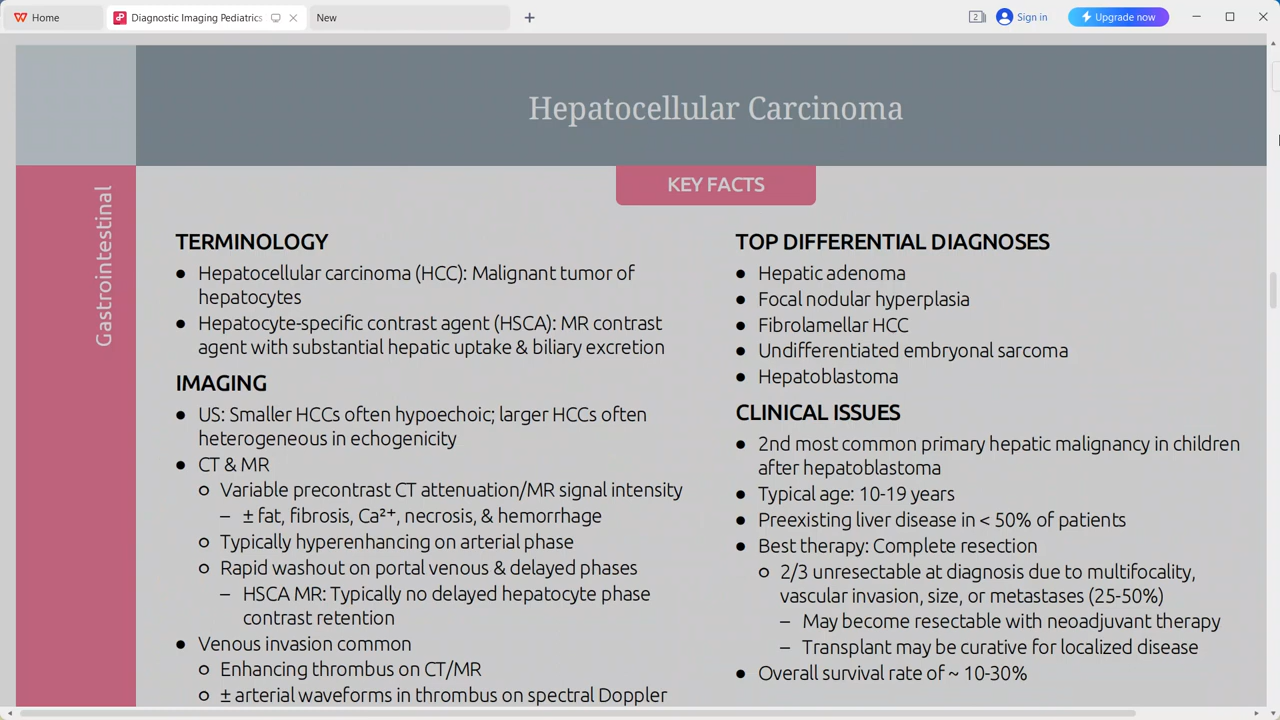 Home
Diagnostic Imaging Pediatrics
New
2
Sign in
Upgrade now
Hepatocellular Carcinoma
KEY FACTS
Gastrointestinal
TERMINOLOGY
• Hepatocellular carcinoma (HCC): Malignant tumor of
hepatocytes
• Hepatocyte-specific contrast agent (HSCA): MR contrast
agent with substantial hepatic uptake & biliary excretion
IMAGING
• US: Smaller HCCs often hypoechoic; larger HCCs often
heterogeneous in echogenicity
• CT & MR
○ Variable precontrast CT attenuation/MR signal intensity
– ± fat, fibrosis, Ca²⁺, necrosis, & hemorrhage
○ Typically hyperenhancing on arterial phase
○ Rapid washout on portal venous & delayed phases
– HSCA MR: Typically no delayed hepatocyte phase
contrast retention
• Venous invasion common
○ Enhancing thrombus on CT/MR
○ ± arterial waveforms in thrombus on spectral Doppler
TOP DIFFERENTIAL DIAGNOSES
• Hepatic adenoma
• Focal nodular hyperplasia
• Fibrolamellar HCC
• Undifferentiated embryonal sarcoma
• Hepatoblastoma
CLINICAL ISSUES
• 2nd most common primary hepatic malignancy in children
after hepatoblastoma
• Typical age: 10-19 years
• Preexisting liver disease in < 50% of patients
• Best therapy: Complete resection
○ 2/3 unresectable at diagnosis due to multifocality,
vascular invasion, size, or metastases (25-50%)
– May become resectable with neoadjuvant therapy
– Transplant may be curative for localized disease
• Overall survival rate of ~ 10-30%